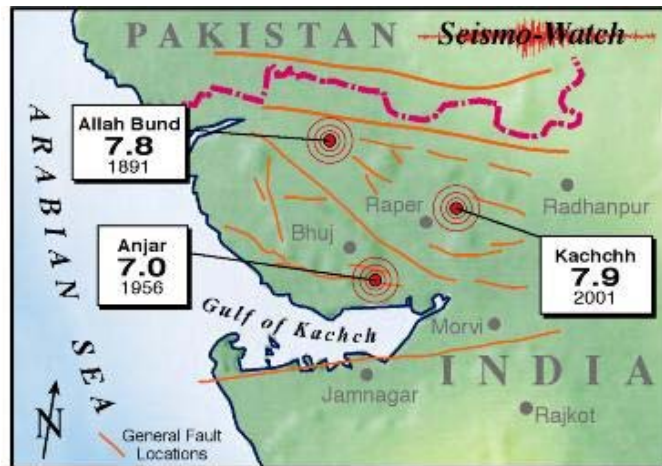 PAKISTAN
Seismo-Watch
Allah Bund
7.8
1891
ARABIAN SEA
Raper
Radhanpur
Bhuj
Anjar
7.0
1956
Kachchh
7.9
2001
Gulf of Kachch
Morvi
INDIA
Jamnagar
Rajkot
N
General Fault
Locations